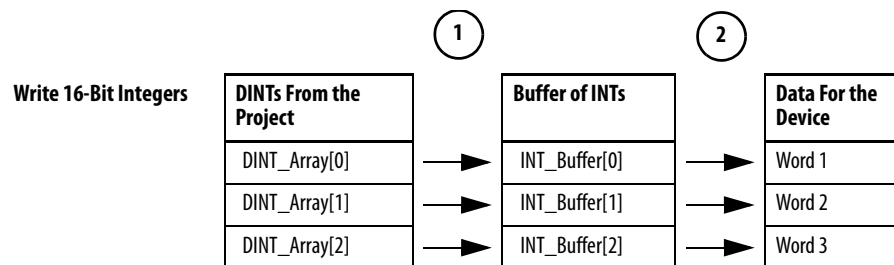 1 2
Write 16-Bit Integers DINTs From the Buffer of INTs Data For the
Project Device
DINT_Array[0] INT_Buffer[0] Word 1
DINT_Array[1] INT_Buffer[1] Word 2
DINT_Array[2] INT_Buffer[2] Word 3